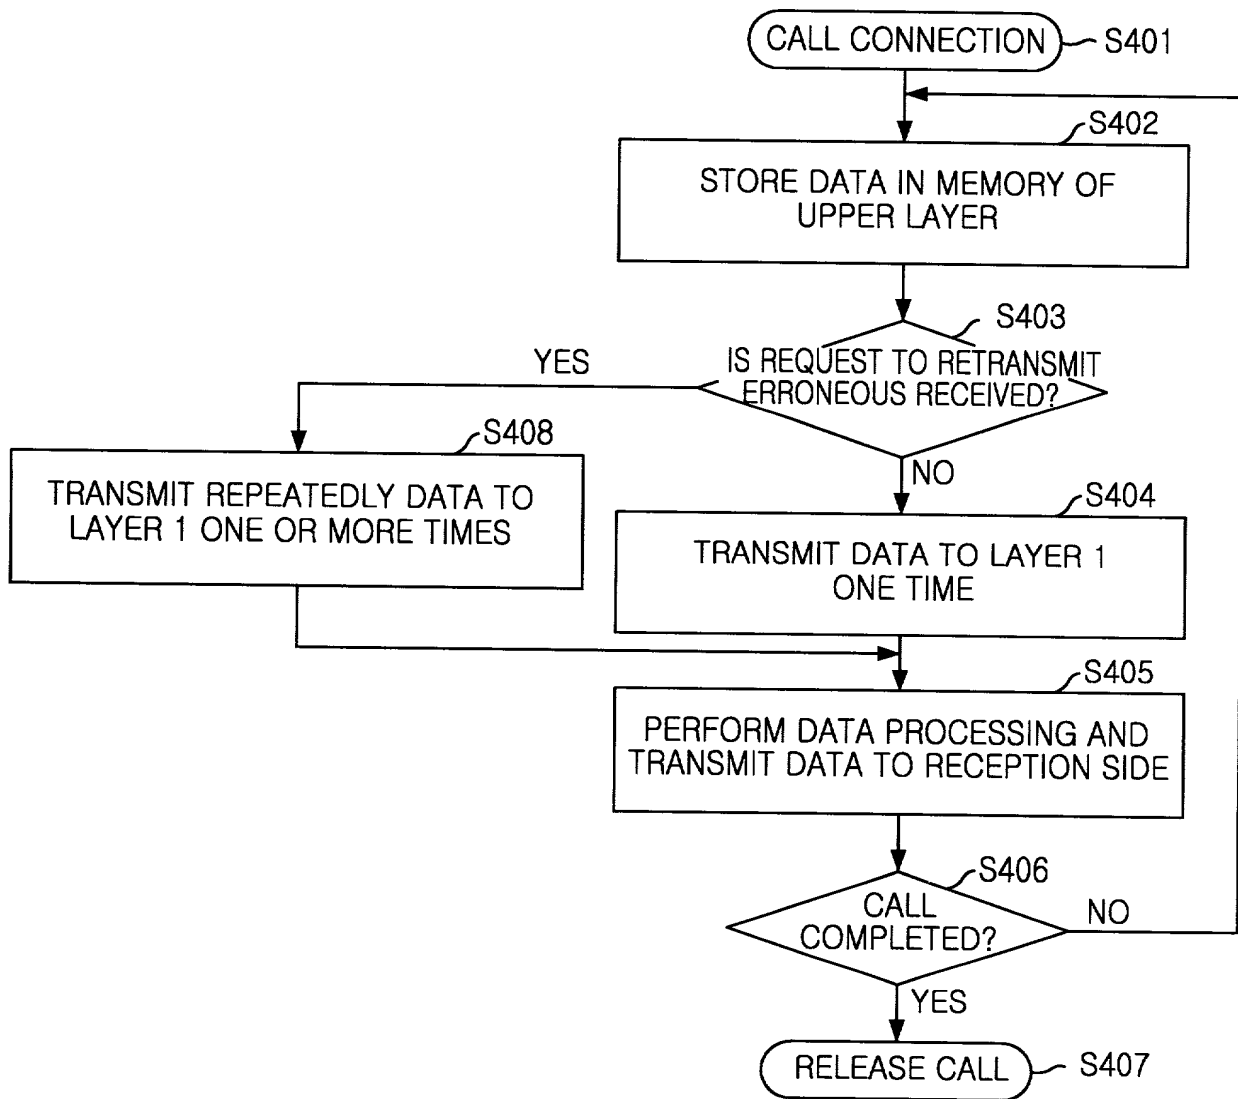 CALL CONNECTION
S401
S402
STORE DATA IN MEMORY OF
UPPER LAYER
S403
IS REQUEST TO RETRANSMIT
ERRONEOUS RECEIVED?
YES
NO
S408
TRANSMIT REPEATEDLY DATA TO
LAYER 1 ONE OR MORE TIMES
S404
TRANSMIT DATA TO LAYER 1
ONE TIME
S405
PERFORM DATA PROCESSING AND
TRANSMIT DATA TO RECEPTION SIDE
S406
CALL
COMPLETED?
NO
YES
RELEASE CALL
S407